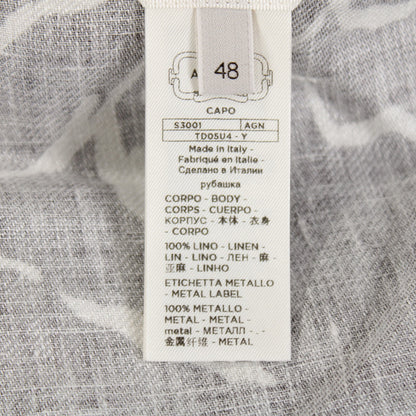 48
CAPO
S3001 AGN
TD05U4 - Y
Made in Italy -
Fabriqué en Italie -
Сделано в Италии
рубашка
CORPO - BODY -
CORPS - CUERPO -
КОРПУС - 本体 - 衣身
- CORPO
100% LINO - LINEN -
LIN - LINO - ЛЕН - 麻 -
亚麻 - LINHO
ETICHETTA METALLO
- METAL LABEL
100% METALLO -
METAL - METAL -
metal - МЕТАЛЛ - . -
金属纤维 - METAL